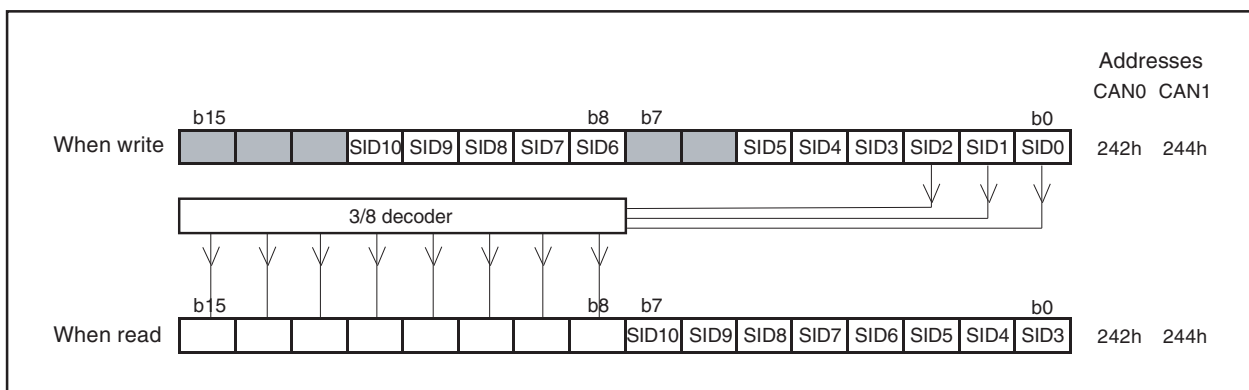 Addresses
CAN0 CAN1
b15 b8 b7 b0
When write SID10 SID9 SID8 SID7 SID6 SID5 SID4 SID3 SID2 SID1 SID0 242h 244h
3/8 decoder
b15 b8 b7 b0
When read SID10 SID9 SID8 SID7 SID6 SID5 SID4 SID3 242h 244h